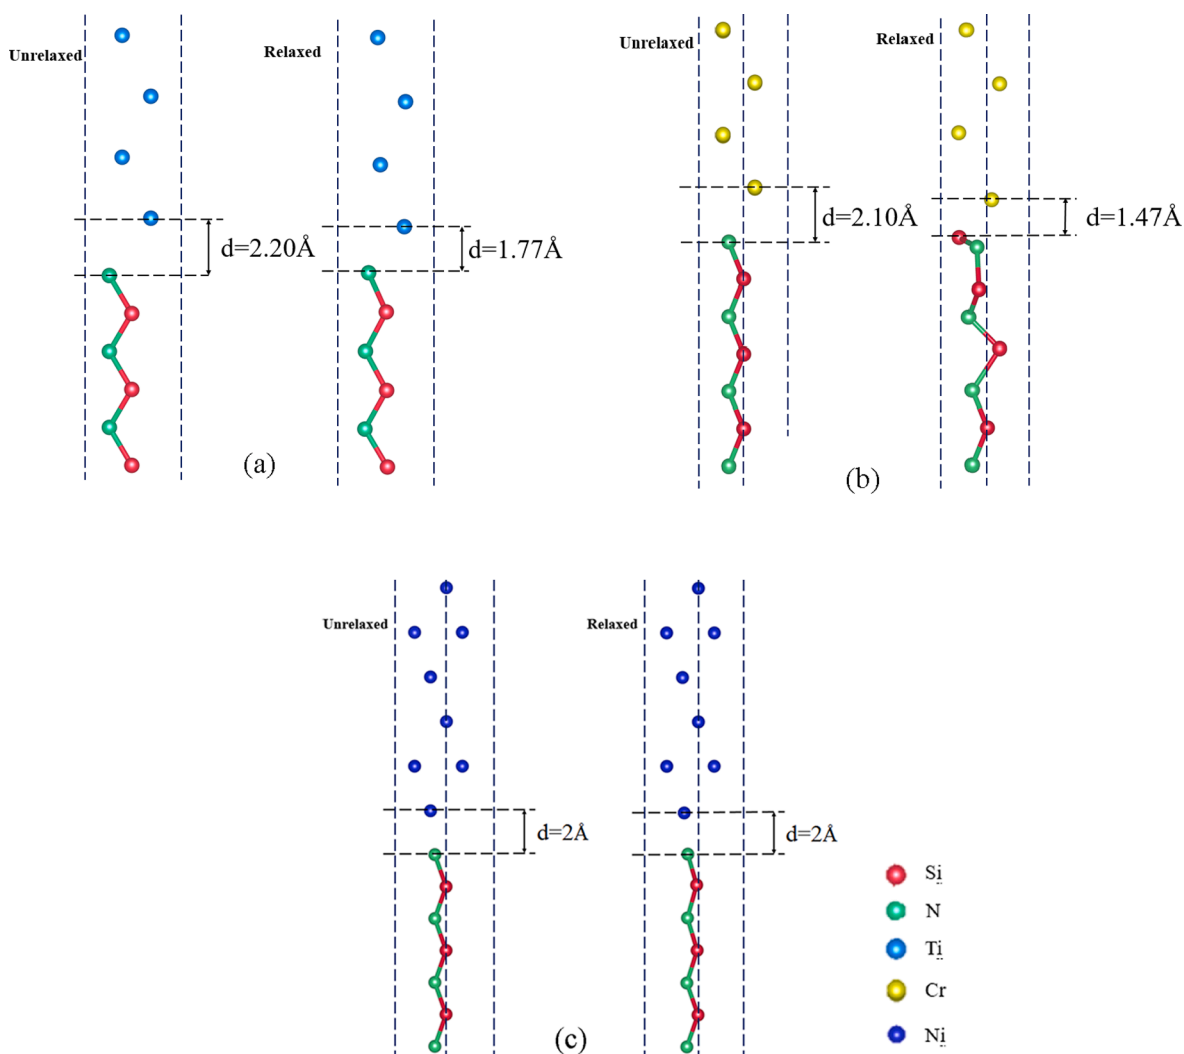 Unrelaxed
Relaxed
d=2.20Å
d=1.77Å
(a)
Unrelaxed
Relaxed
d=2.10Å
d=1.47Å
(b)
Unrelaxed
Relaxed
d=2Å
d=2Å
(c)
Si
N
Ti
Cr
Ni